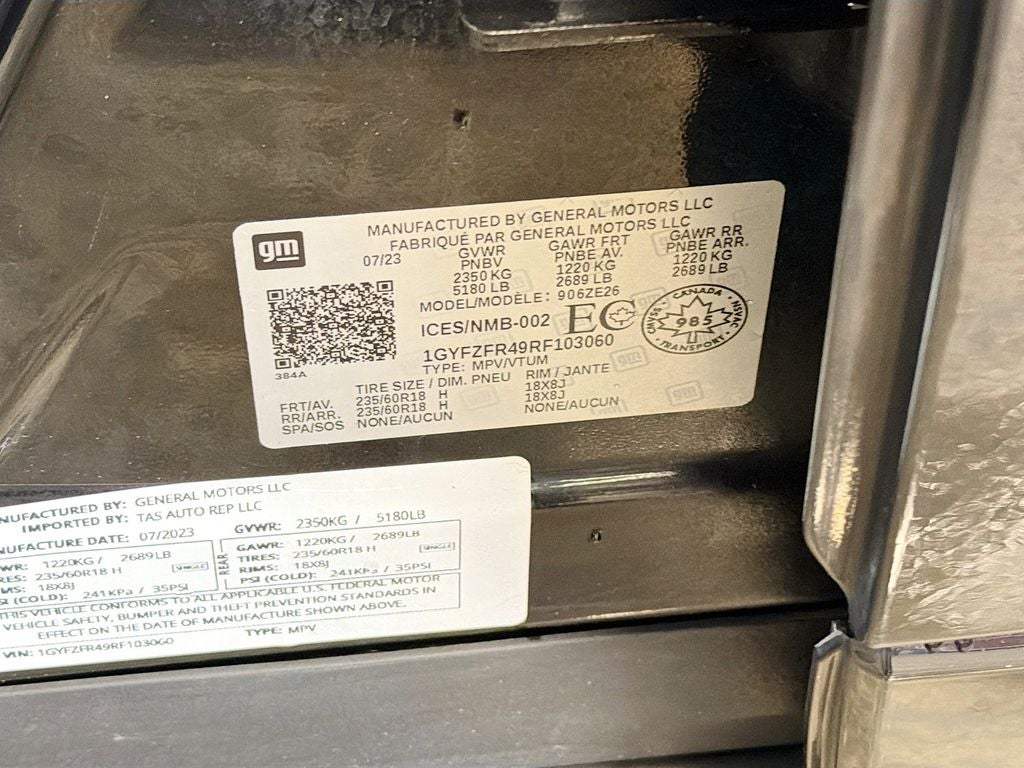 gm
MANUFACTURED BY GENERAL MOTORS LLC
FABRIQUÉ PAR GENERAL MOTORS LLC
07/23 GVWR GAWR FRT GAWR RR
PNBV PNBE AV. PNBE ARR.
2350 KG 1220 KG 1220 KG
5180 LB 2689 LB 2689 LB
MODEL/MODÈLE: 906ZE26
ICES/NMB-002 EC
CANADA
NSVAC 985 CMVSS
TRANSPORT
1GYFZFR49RF103060
TYPE: MPV/VTUM
384A
TIRE SIZE / DIM. PNEU RIM / JANTE
FRT/AV. 235/60R18 H 18X8J
RR/ARR. 235/60R18 H 18X8J
SPA/SOS NONE/AUCUN NONE/AUCUN
BY: GENERAL MOTORS LLC
IMPORTED BY: TAS AUTO REP LLC
DATE: 07/2023 GVWR: 2350KG / 5180LB
1220KG / 2689LB REAR GAWR: 1220KG / 2689LB
235/60R18 H SINGLE TIRES: 235/60R18 H SINGLE
18X8J RIMS: 18X8J
(COLD): 241KPa / 35PSI PSI (COLD): 241KPa / 35PSI
THIS VEHICLE CONFORMS TO ALL APPLICABLE U.S. FEDERAL MOTOR
VEHICLE SAFETY, BUMPER AND THEFT PREVENTION STANDARDS IN
EFFECT ON THE DATE OF MANUFACTURE SHOWN ABOVE.
VIN: 1GYFZFR49RF103060 TYPE: MPV